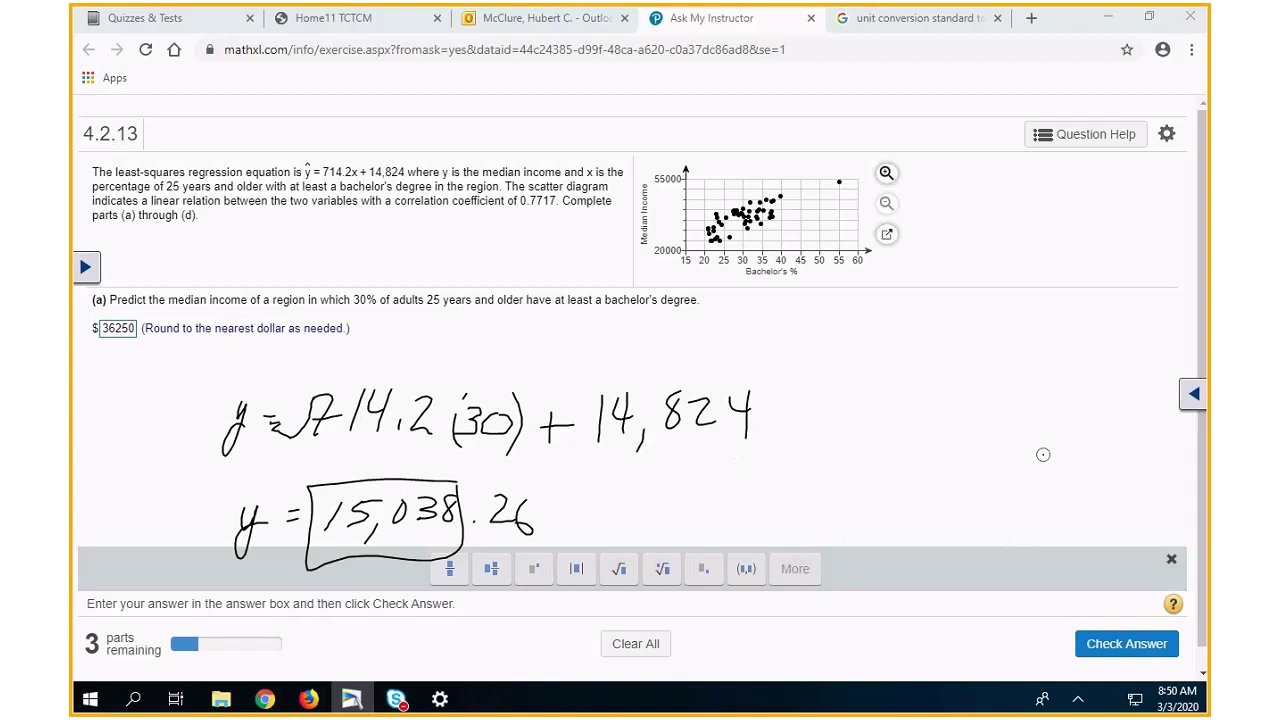 Quizzes & Tests
Home11 TCTCM
McClure, Hubert C. - Outloo
Ask My Instructor
unit conversion standard to
mathxl.com/info/exercise.aspx?fromask=yes&dataid=44c24385-d99f-48ca-a620-c0a37dc86ad8&se=1
Apps
4.2.13
Question Help
The least-squares regression equation is ŷ = 714.2x + 14,824 where y is the median income and x is the
percentage of 25 years and older with at least a bachelor's degree in the region. The scatter diagram
indicates a linear relation between the two variables with a correlation coefficient of 0.7717. Complete
parts (a) through (d).
55000
Median Income
20000
15 20 25 30 35 40 45 50 55 60
Bachelor's %
(a) Predict the median income of a region in which 30% of adults 25 years and older have at least a bachelor's degree.
$ 36250 (Round to the nearest dollar as needed.)
y = 714.2 (30) + 14,824
y = 15,038.26
More
Enter your answer in the answer box and then click Check Answer.
?
3 parts
remaining
Clear All
Check Answer
8:50 AM
3/3/2020